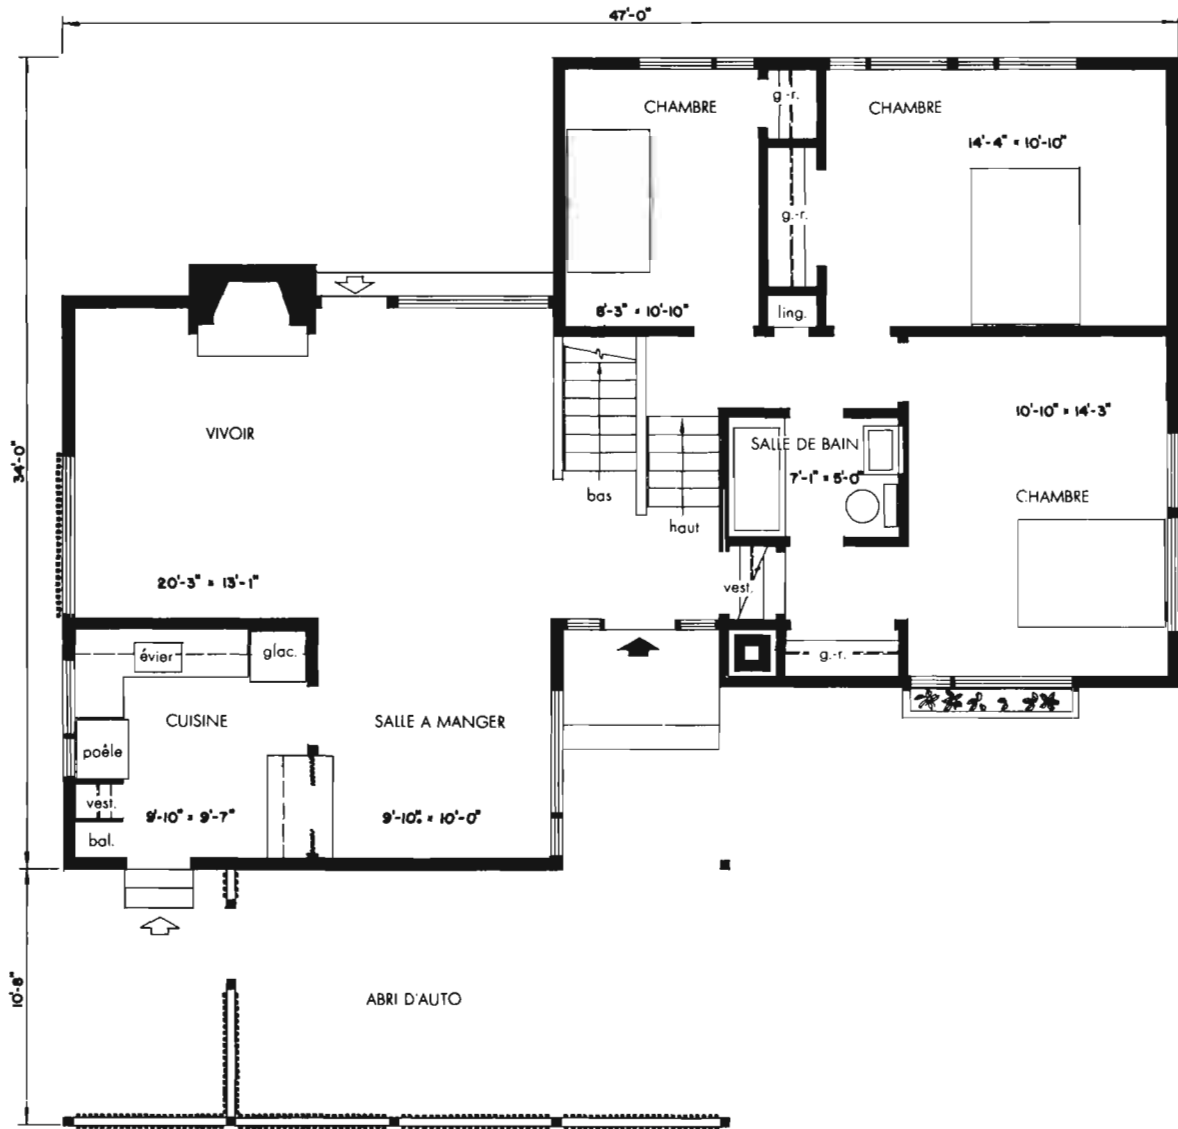 47'-0"
CHAMBRE
g.-r.
CHAMBRE
14'-4" × 10'-10"
g.-r.
8'-3" × 10'-10"
ling.
34'-0"
VIVOIR
10'-10" × 14'-3"
SALLE DE BAIN
7'-1" × 5'-0"
bas
haut
CHAMBRE
20'-3" × 13'-1"
vest.
évier
glac.
g.-r.
CUISINE
SALLE A MANGER
poêle
vest.
9'-10" × 9'-7"
9'-10" × 10'-0"
bal.
10'-8"
ABRI D'AUTO